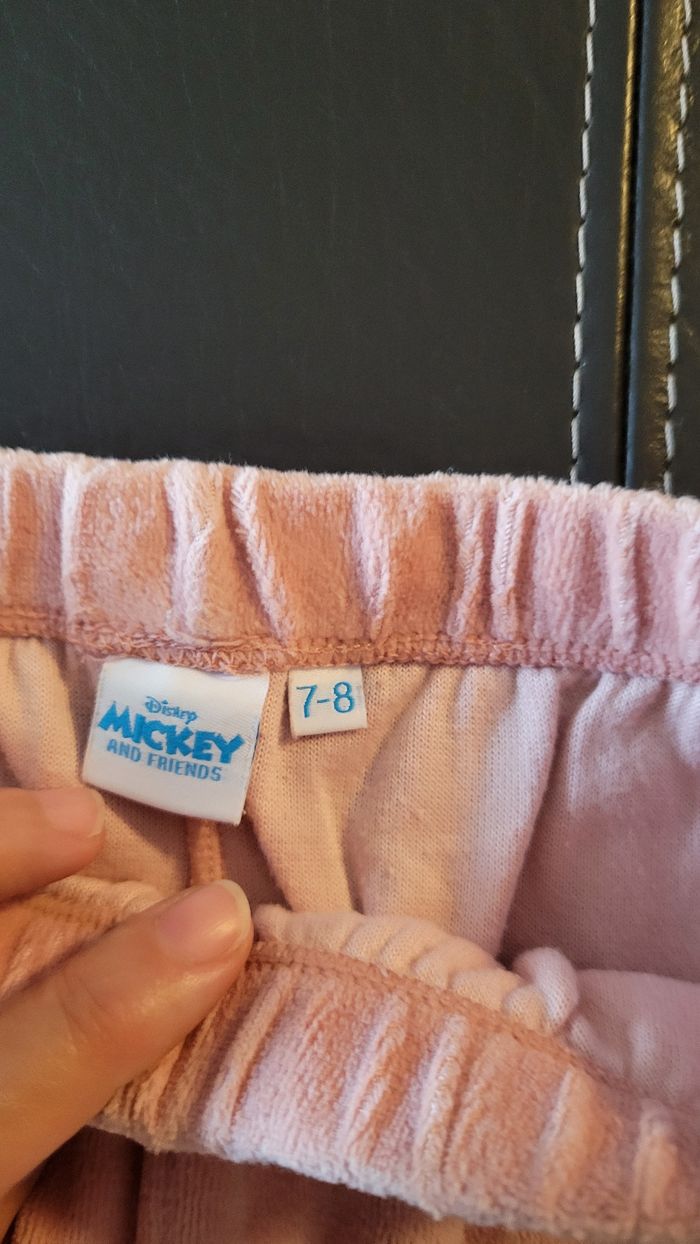 Disney
MICKEY
AND FRIENDS
7-8